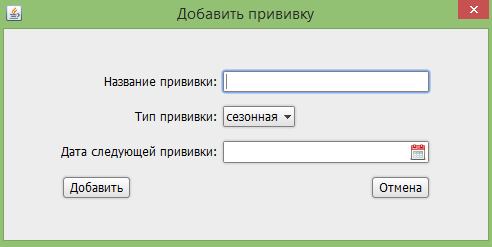 Добавить прививку
Название прививки:
Тип прививки: сезонная
Дата следующей прививки:
Добавить Отмена